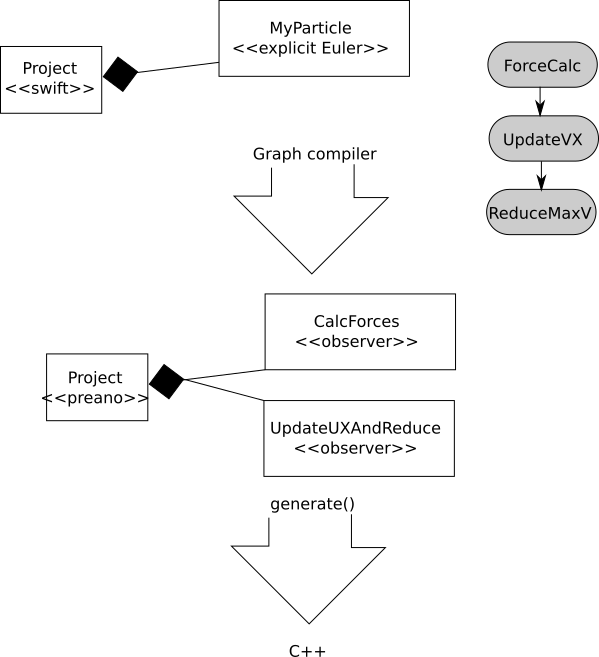 MyParticle
<<explicit Euler>>
Project
<<swift>>
ForceCalc
UpdateVX
ReduceMaxV
Graph compiler
CalcForces
<<observer>>
Project
<<preano>>
UpdateUXAndReduce
<<observer>>
generate()
C++